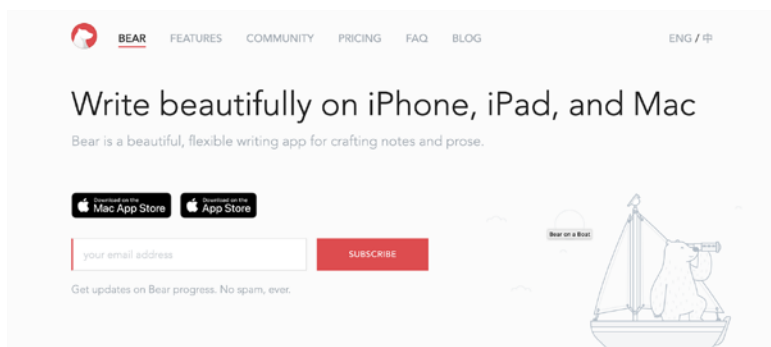 BEAR FEATURES COMMUNITY PRICING FAQ BLOG ENG / 中
Write beautifully on iPhone, iPad, and Mac
Bear is a beautiful, flexible writing app for crafting notes and prose.
Download on the Mac App Store
Download on the App Store
Bear on a Boat
your email address
SUBSCRIBE
Get updates on Bear progress. No spam, ever.